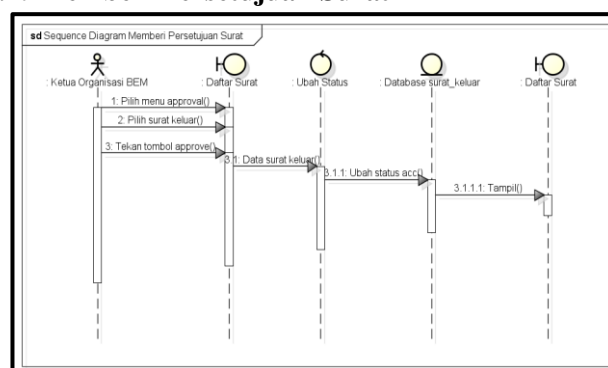 Memberi Persetujuan Surat
sd Sequence Diagram Memberi Persetujuan Surat
: Ketua Organisasi BEM
: Daftar Surat
: Ubah Status
: Database surat_keluar
: Daftar Surat
1: Pilih menu approval()
2: Pilih surat keluar()
3: Tekan tombol approve()
3.1: Data surat keluar()
3.1.1: Ubah status acc()
3.1.1.1: Tampil()